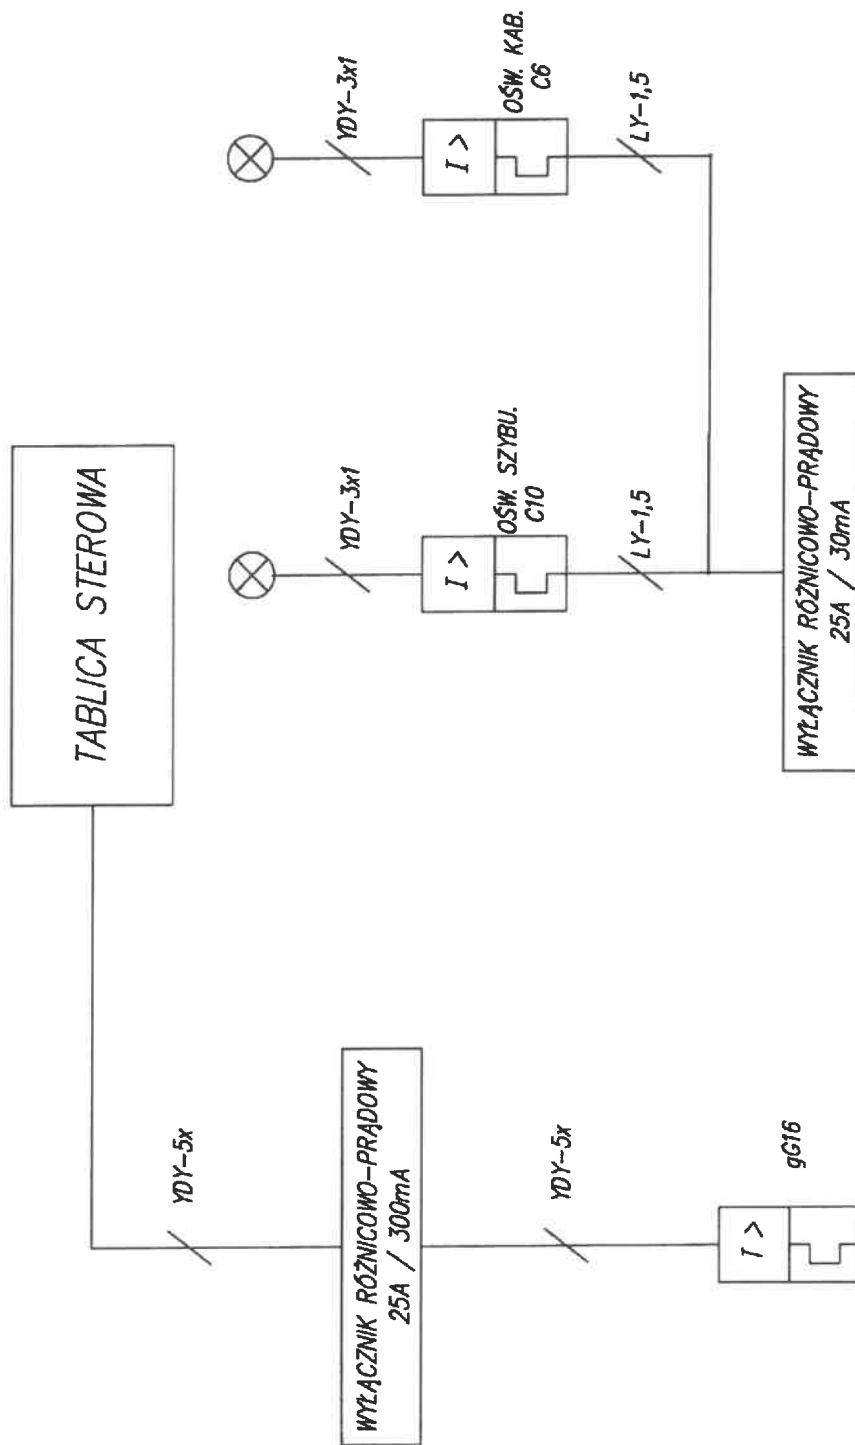 TABLICA STEROWA
YDY-3x1
YDY-3x1
I >
OŚW. SZYBU.
C10
I >
OŚW. KAB.
C6
LY-1,5
LY-1,5
WYŁĄCZNIK RÓŻNICOWO-PRĄDOWY
25A / 30mA
YDY-5x
WYŁĄCZNIK RÓŻNICOWO-PRĄDOWY
25A / 300mA
YDY-5x
I >
gG16